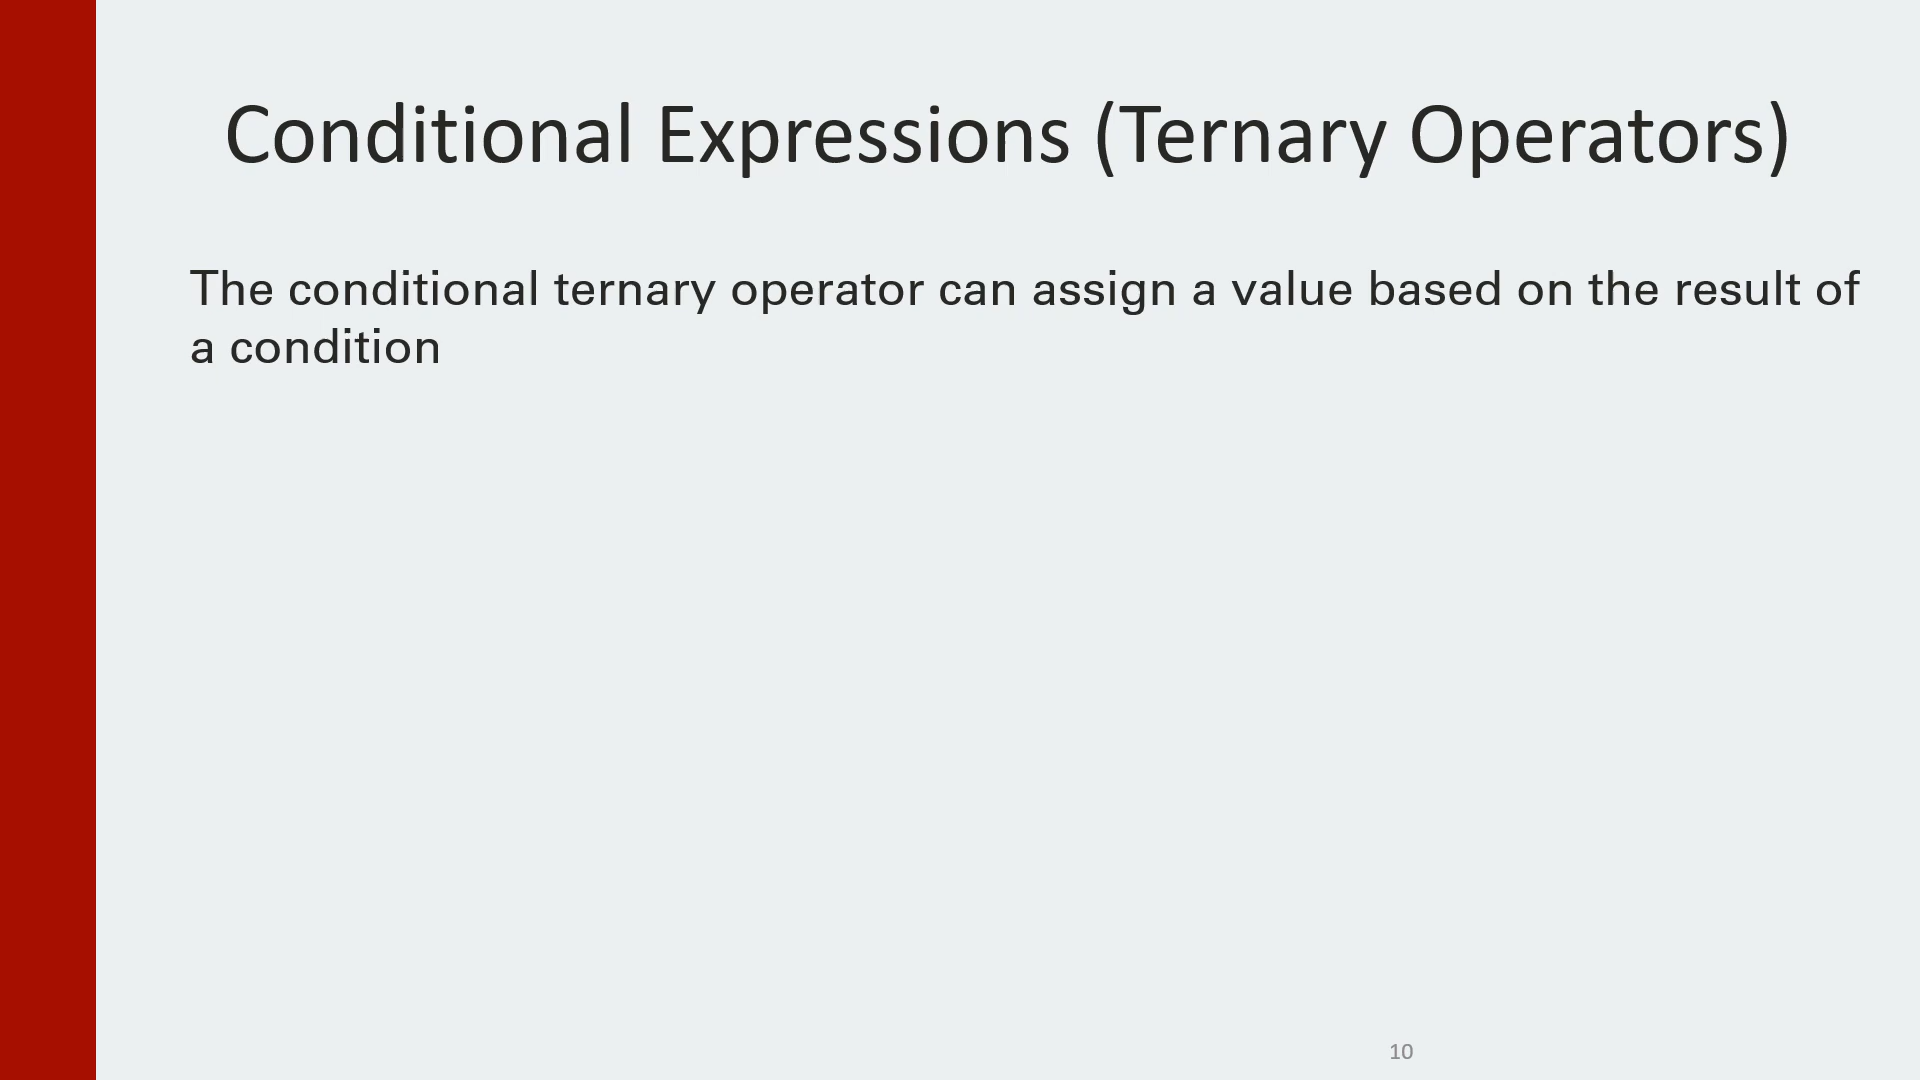 Conditional Expressions (Ternary Operators)
The conditional ternary operator can assign a value based on the result of
a condition
10